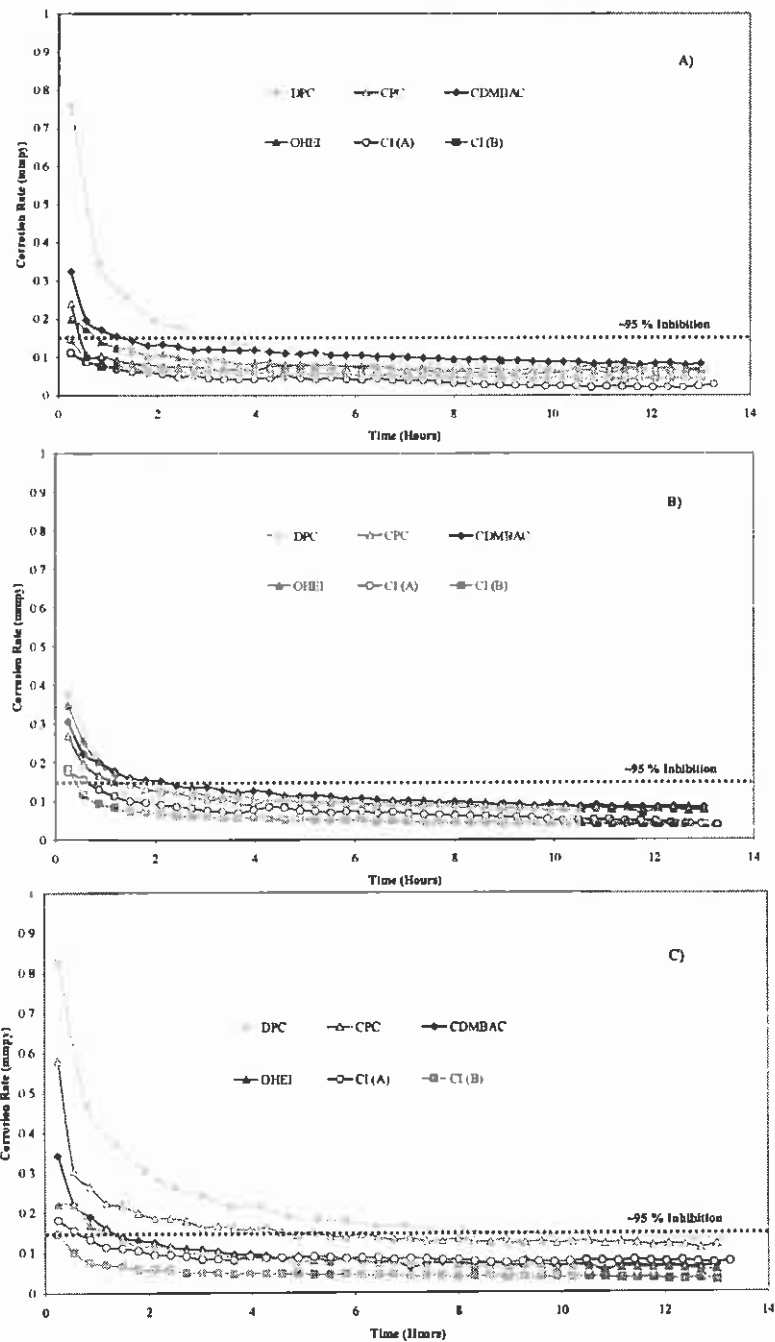 A)
DPC CPC CDMBAC
OHEI CI (A) CI (B)
~95 % Inhibition
Corrosion Rate (mmpy)
1
0 9
0 8
0 7
0 6
0 5
0 4
0 3
0 2
0 1
0
0 2 4 6 8 10 12 14
Time (Hours)
B)
DPC CPC CDMBAC
OHEI CI (A) CI (B)
~95 % Inhibition
Corrosion Rate (mmpy)
1
0 9
0 8
0 7
0 6
0 5
0 4
0 3
0 2
0 1
0
0 2 4 6 8 10 12 14
Time (Hours)
C)
DPC CPC CDMBAC
OHEI CI (A) CI (B)
~95 % Inhibition
Corrosion Rate (mmpy)
1
0 9
0 8
0 7
0 6
0 5
0 4
0 3
0 2
0 1
0
0 2 4 6 8 10 12 14
Time (Hours)